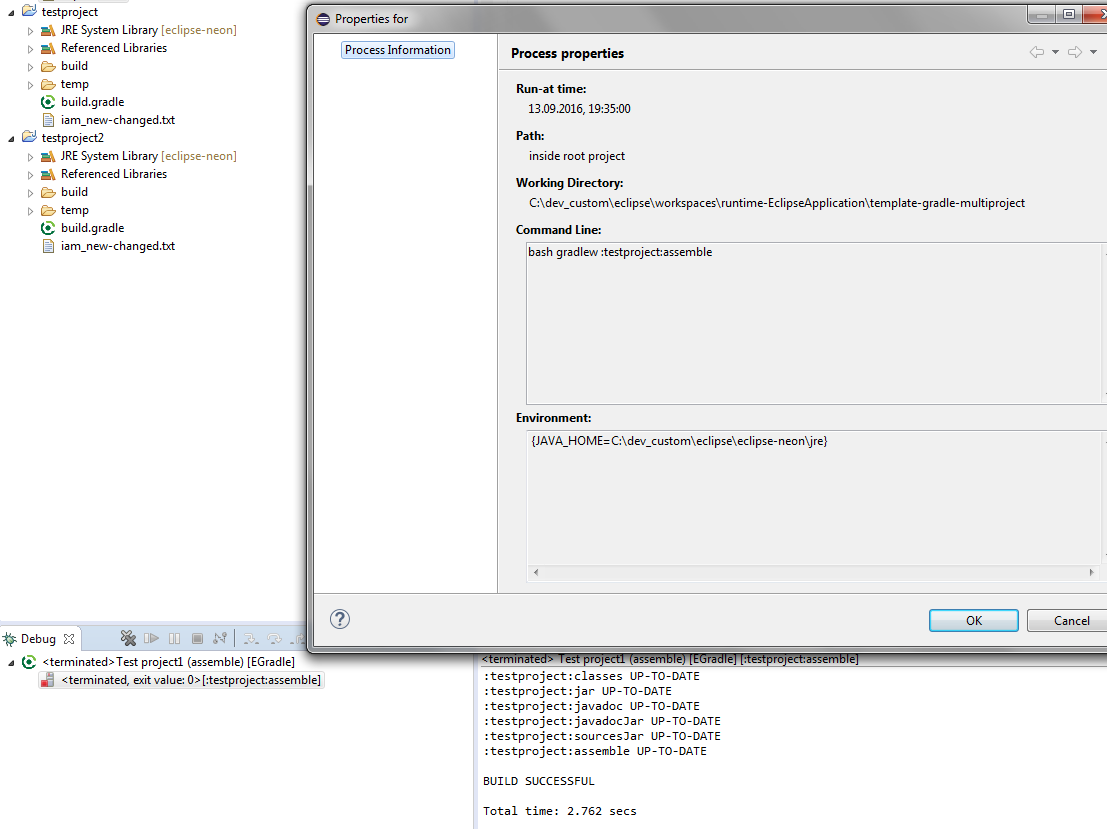 testproject
JRE System Library [eclipse-neon]
Referenced Libraries
build
temp
build.gradle
iam_new-changed.txt
testproject2
JRE System Library [eclipse-neon]
Referenced Libraries
build
temp
build.gradle
iam_new-changed.txt
Properties for
Process Information
Process properties
Run-at time:
13.09.2016, 19:35:00
Path:
inside root project
Working Directory:
C:\dev_custom\eclipse\workspaces\runtime-EclipseApplication\template-gradle-multiproject
Command Line:
bash gradlew :testproject:assemble
Environment:
{JAVA_HOME=C:\dev_custom\eclipse\eclipse-neon\jre}
?
OK
Cancel
Debug
<terminated>Test project1 (assemble) [EGradle]
<terminated, exit value: 0>[:testproject:assemble]
<terminated> Test project1 (assemble) [EGradle] [:testproject:assemble]
:testproject:classes UP-TO-DATE
:testproject:jar UP-TO-DATE
:testproject:javadoc UP-TO-DATE
:testproject:javadocJar UP-TO-DATE
:testproject:sourcesJar UP-TO-DATE
:testproject:assemble UP-TO-DATE
BUILD SUCCESSFUL
Total time: 2.762 secs